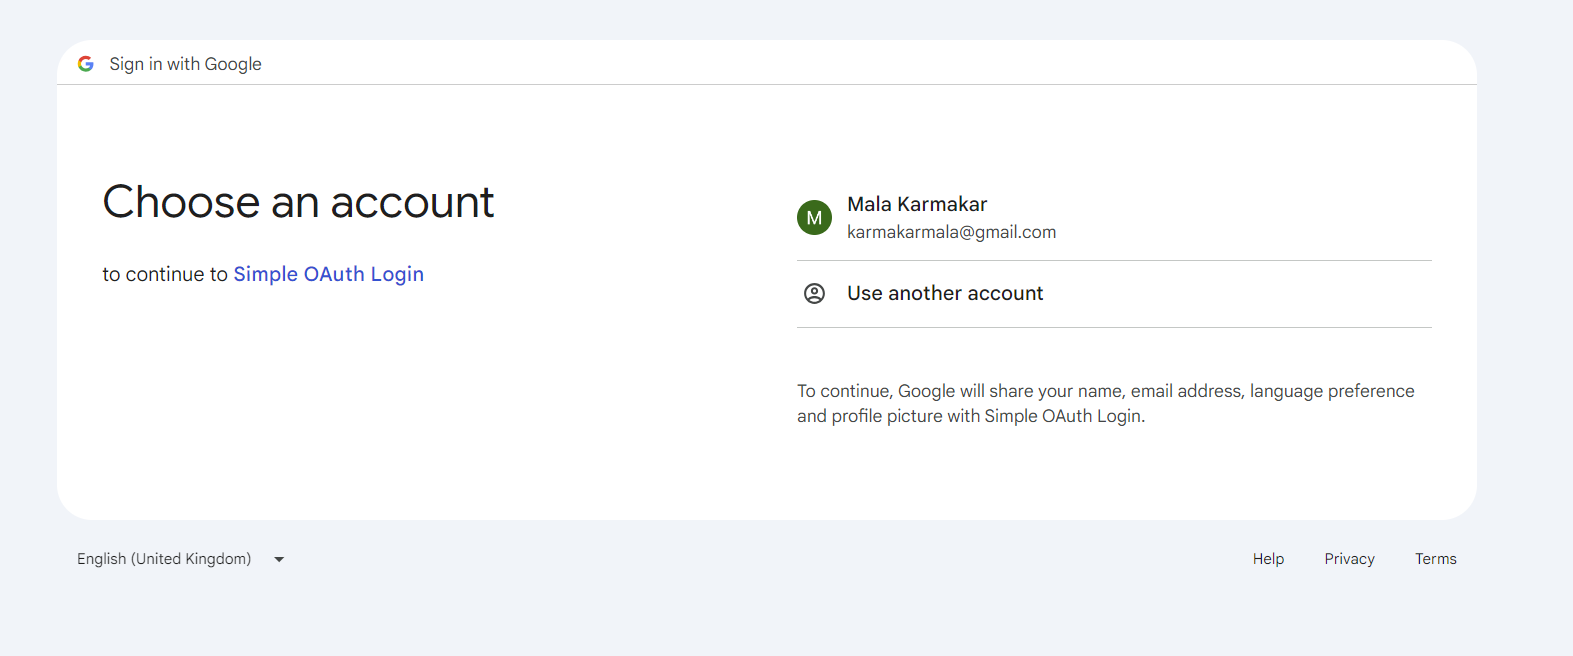 Sign in with Google
Choose an account
to continue to Simple OAuth Login
M
Mala Karmakar
karmakarmala@gmail.com
Use another account
To continue, Google will share your name, email address, language preference
and profile picture with Simple OAuth Login.
English (United Kingdom)
Help Privacy Terms